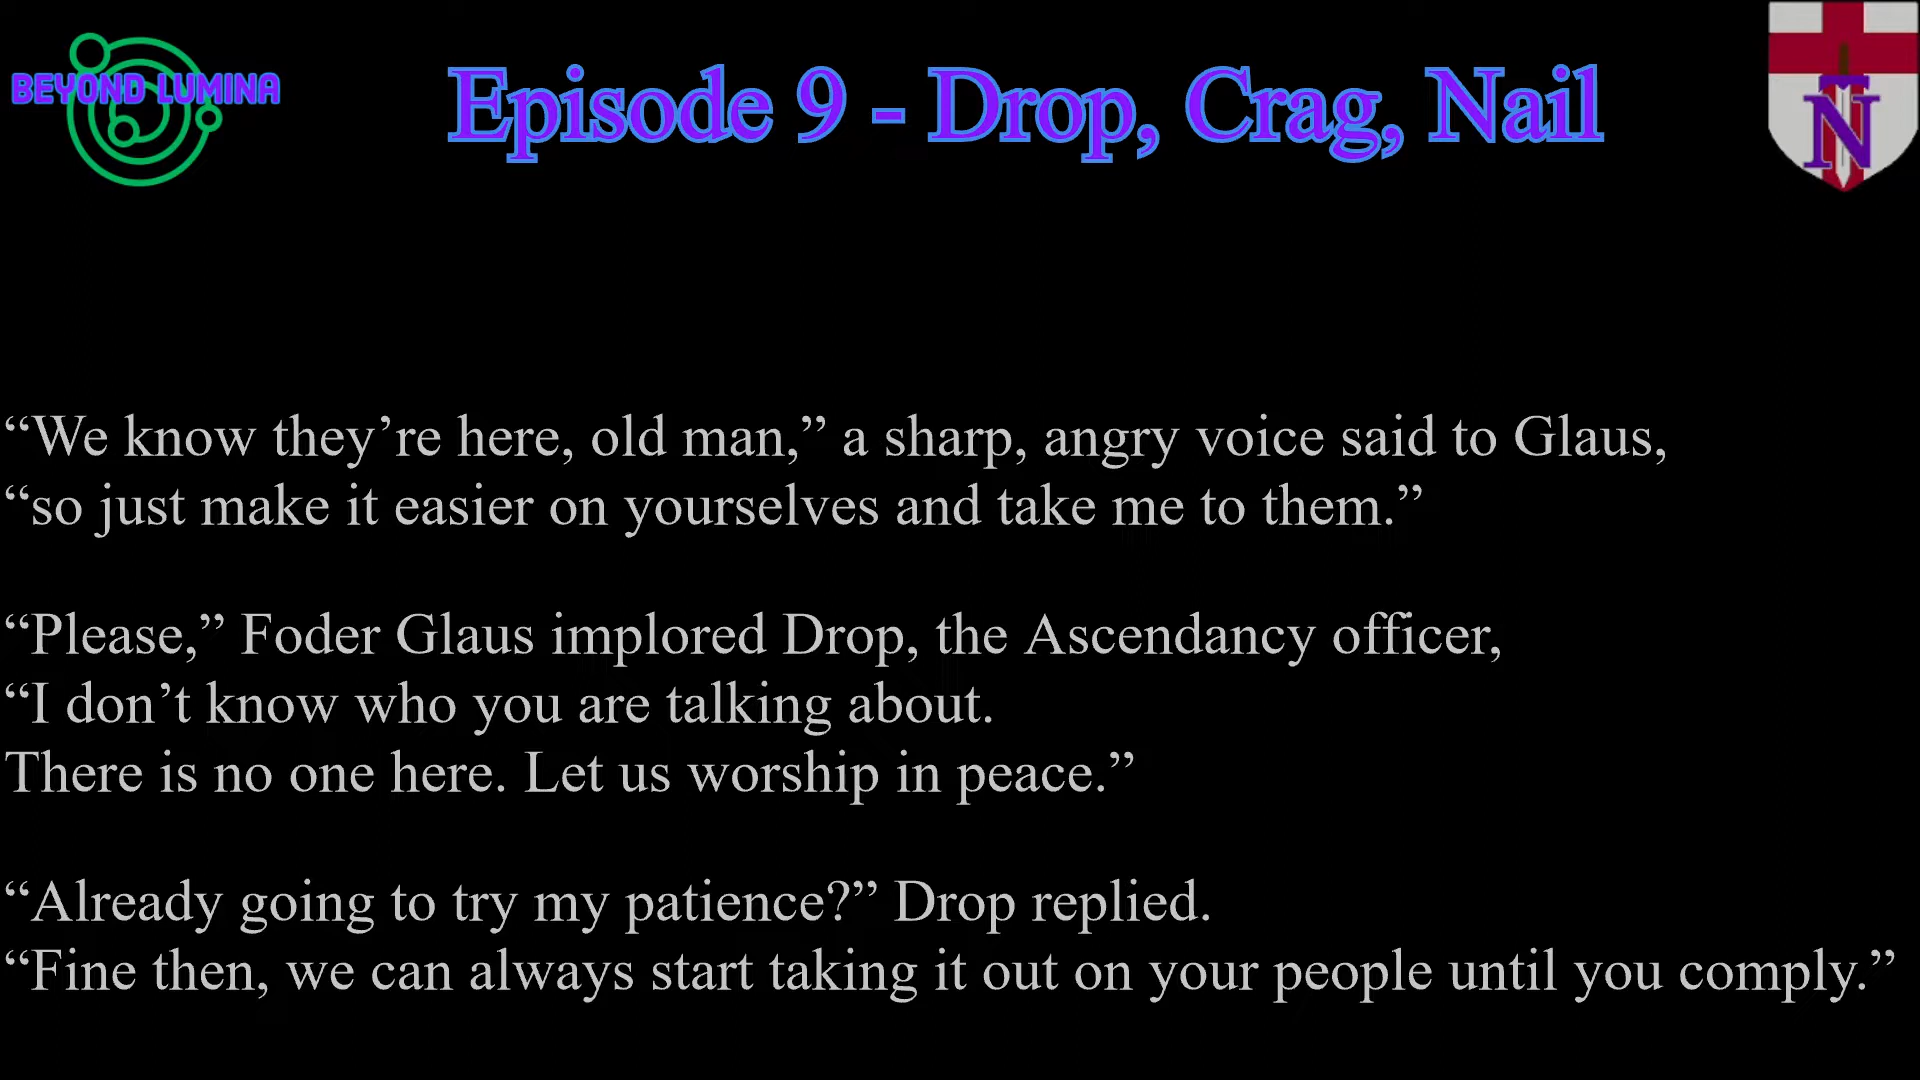 BEYOND LUMINA
Episode 9 - Drop, Crag, Nail
N
“We know they’re here, old man,” a sharp, angry voice said to Glaus,
“so just make it easier on yourselves and take me to them.”
“Please,” Foder Glaus implored Drop, the Ascendancy officer,
“I don’t know who you are talking about.
There is no one here. Let us worship in peace.”
“Already going to try my patience?” Drop replied.
“Fine then, we can always start taking it out on your people until you comply.”